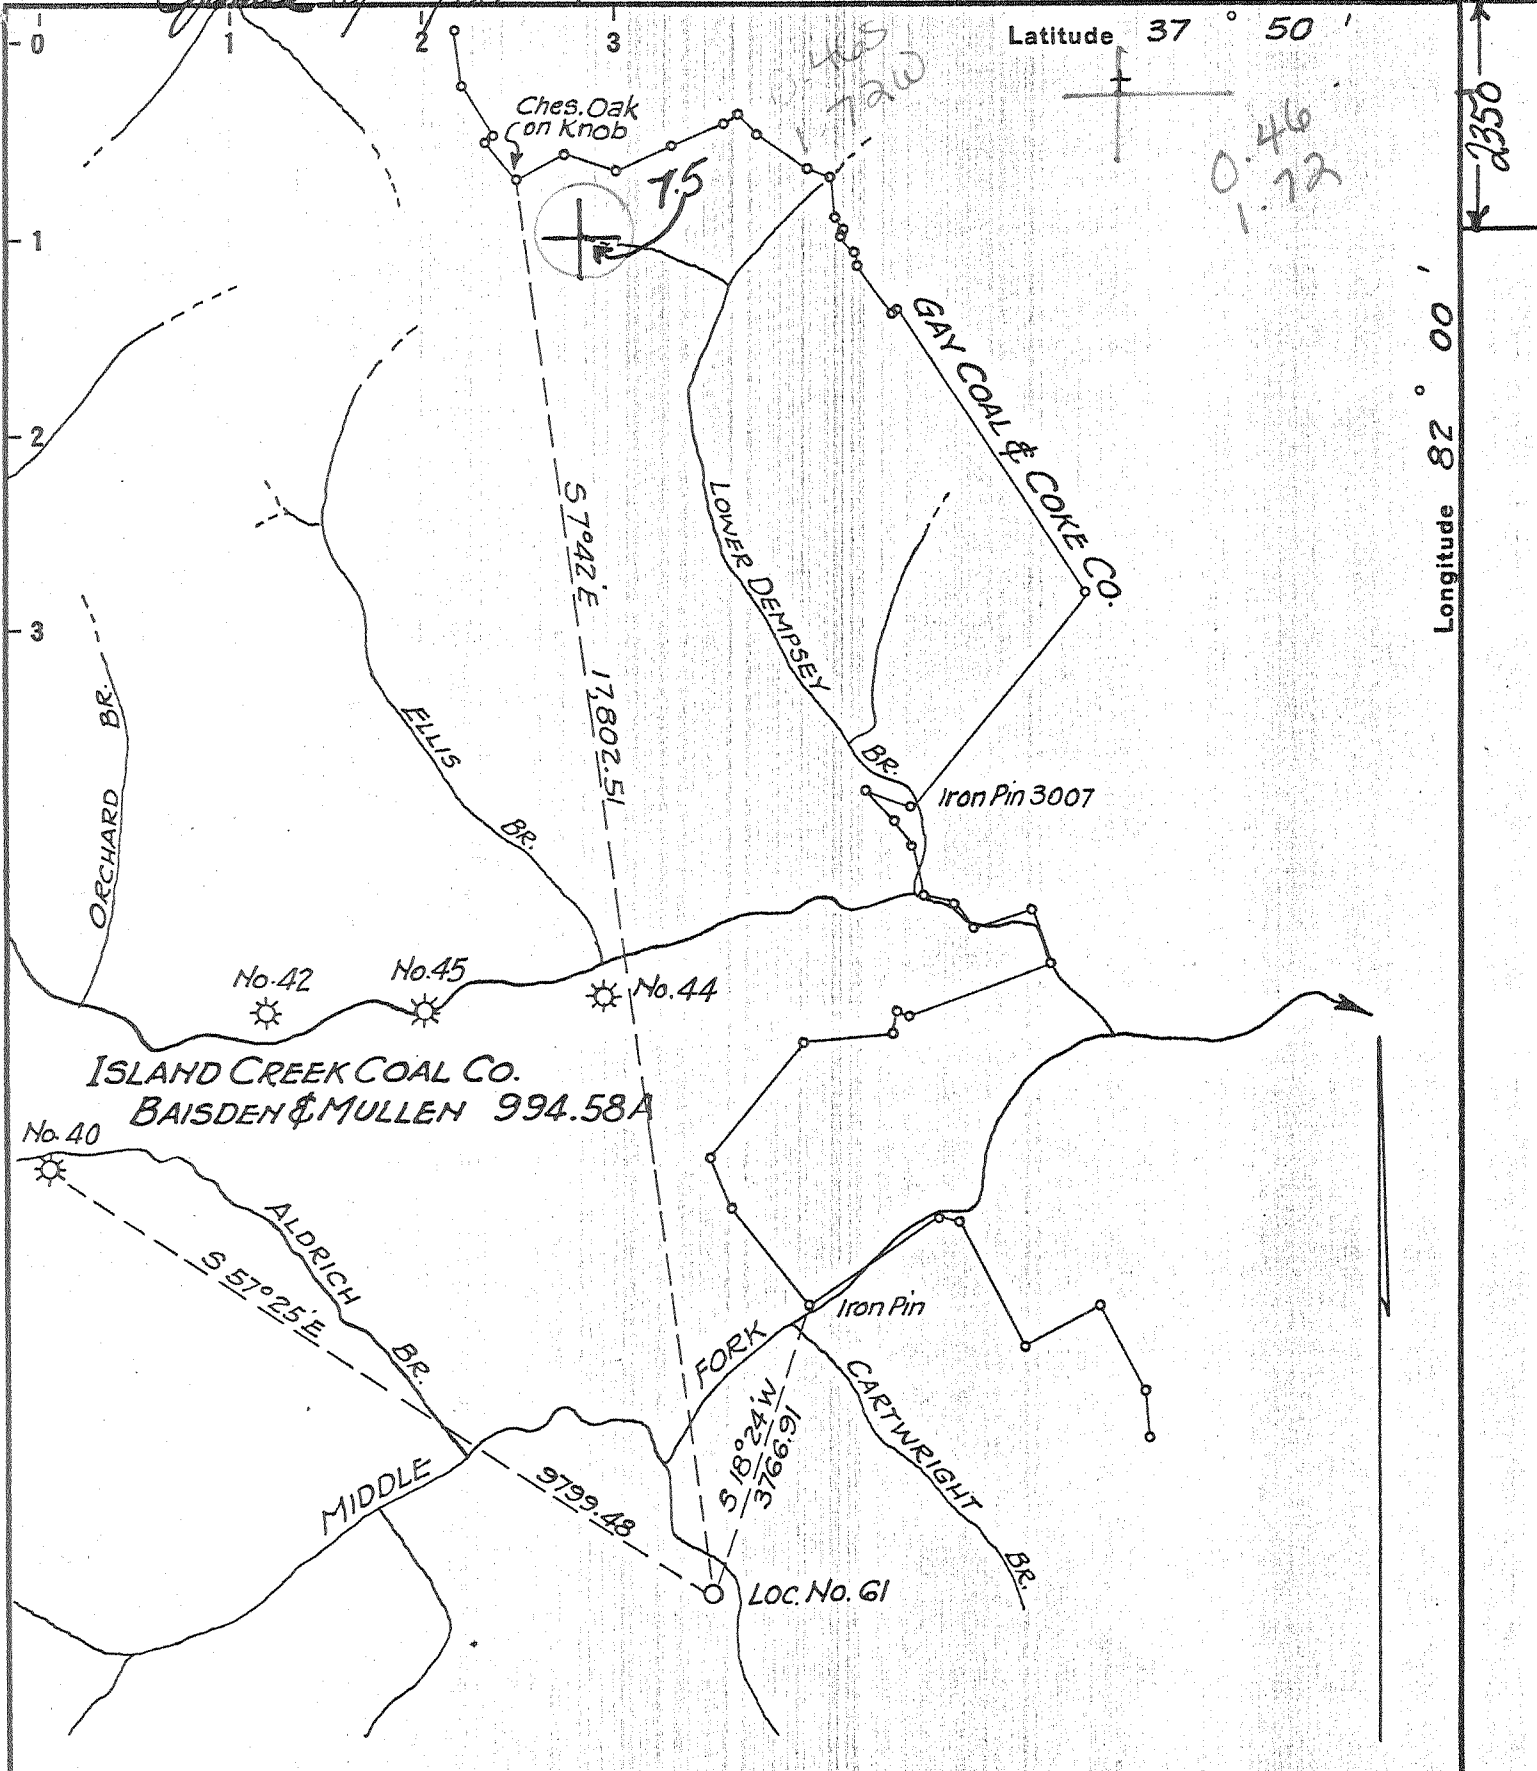 0 1 2 3
Latitude 37 ° 50 '
2350
0.46S
1.72W
0.46
1.72
Ches. Oak
on Knob
7.5
1
GAY COAL & COKE CO.
Longitude 82 ° 00 '
2
S 7°42' E 17,802.51
LOWER DEMPSEY BR.
3
ORCHARD BR.
ELLIS BR.
Iron Pin 3007
No. 42
No. 45
No. 44
ISLAND CREEK COAL CO.
BAISDEN & MULLEN 994.58A
No. 40
ALDRICH BR.
S 57°25' E 9799.48
Iron Pin
MIDDLE FORK
S 18°24' W
3766.91
CARTWRIGHT BR.
LOC. No. 61